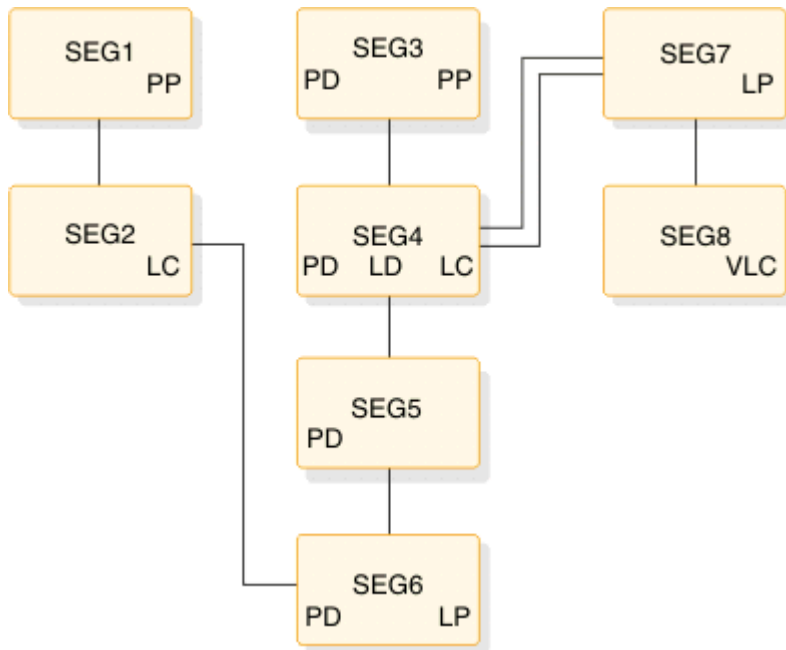 SEG1
PP
SEG3
PD PP
SEG7
LP
SEG2
LC
SEG4
PD LD LC
SEG8
VLC
SEG5
PD
SEG6
PD LP